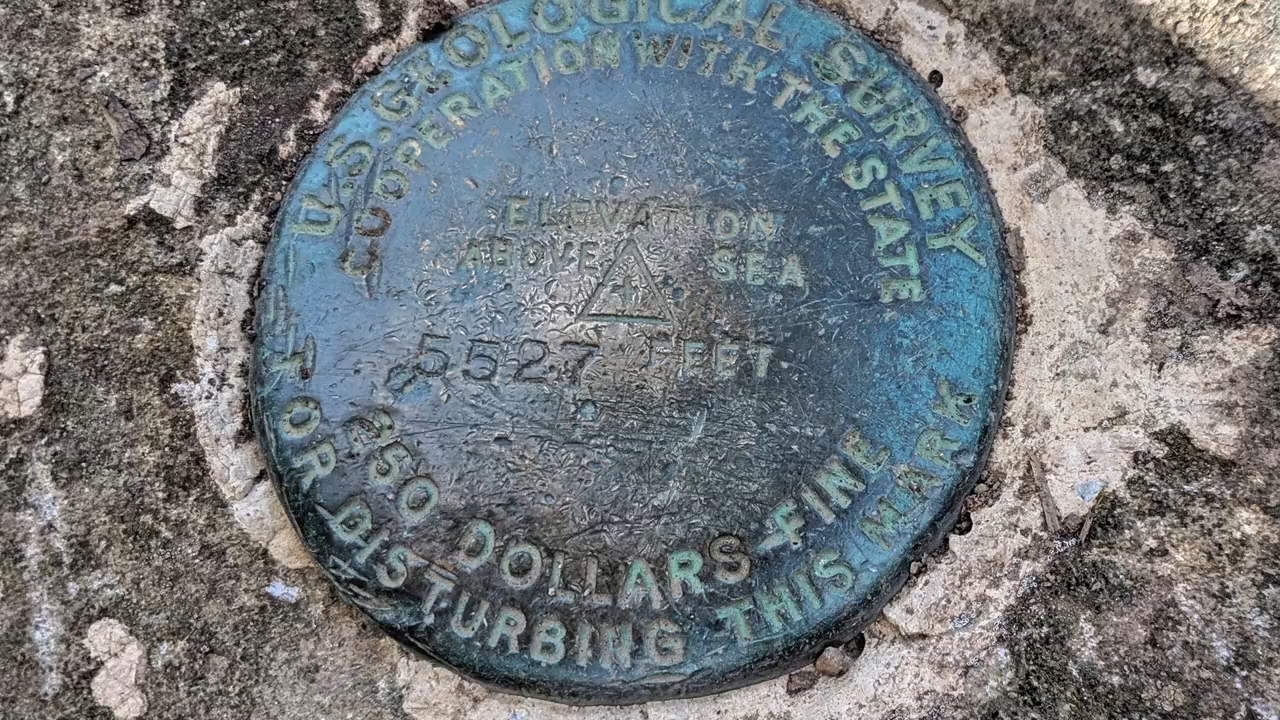 U.S. GEOLOGICAL SURVEY
COOPERATION WITH THE STATE
ELEVATION
ABOVE SEA
5527 FEET
250 DOLLARS FINE
FOR DISTURBING THIS MARK